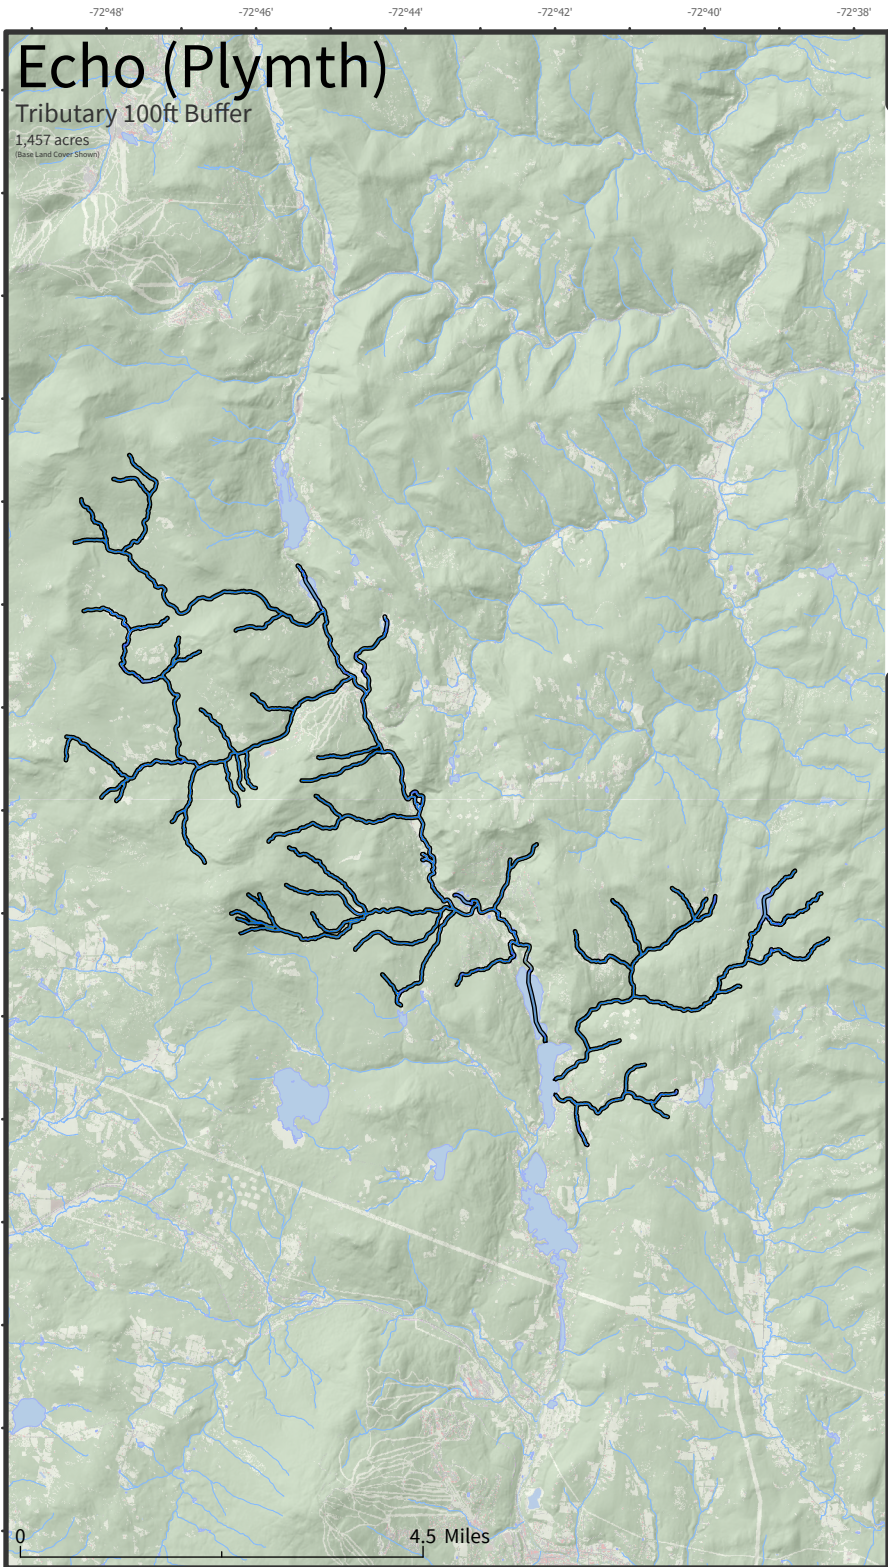 -72°48' -72°46' -72°44' -72°42' -72°40' -72°38'
Echo (Plymth)
Tributary 100ft Buffer
1,457 acres
(Base Land Cover Shown)
0 4.5 Miles